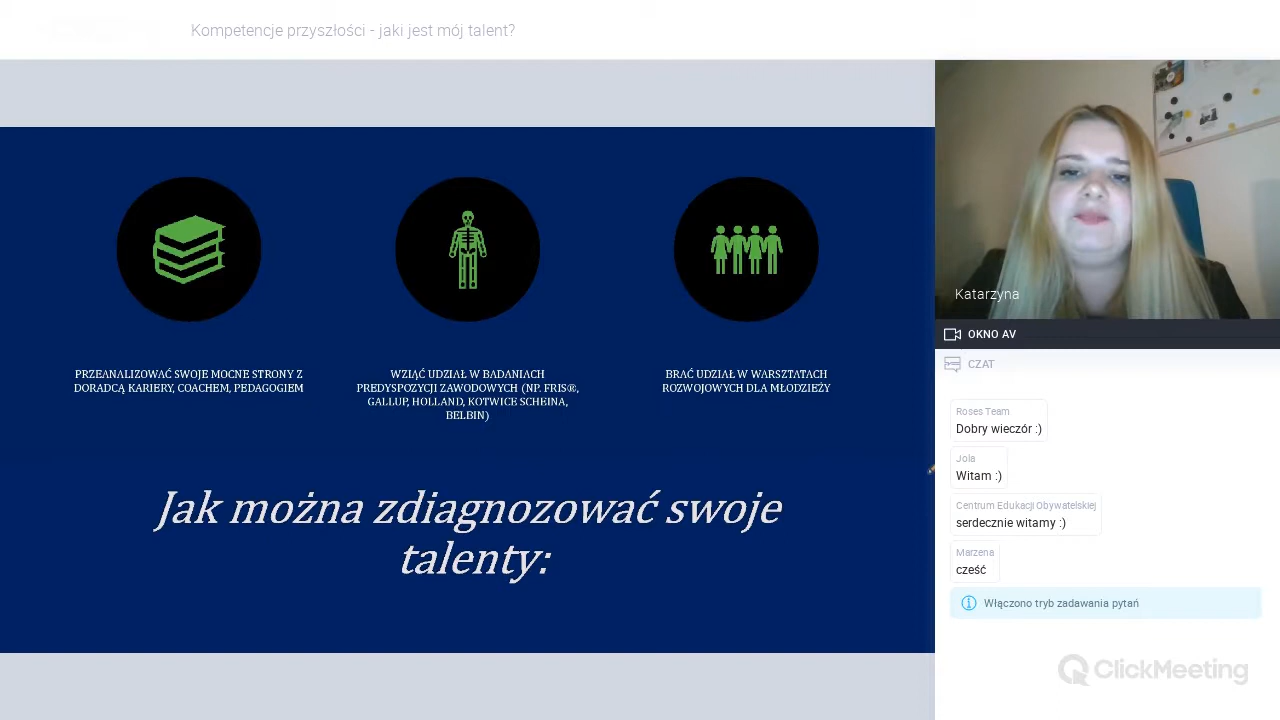 Kompetencje przyszłości - jaki jest mój talent?
PRZEANALIZOWAĆ SWOJE MOCNE STRONY Z
DORADCĄ KARIERY, COACHEM, PEDAGOGIEM
WZIĄĆ UDZIAŁ W BADANIACH
PREDYSPOZYCJI ZAWODOWYCH (NP. FRIS®,
GALLUP, HOLLAND, KOTWICE SCHEINA,
BELBIN)
BRAĆ UDZIAŁ W WARSZTATACH
ROZWOJOWYCH DLA MŁODZIEŻY
Jak można zdiagnozować swoje
talenty:
Katarzyna
OKNO AV
CZAT
Roses Team
Dobry wieczór :)
Jola
Witam :)
Centrum Edukacji Obywatelskiej
serdecznie witamy :)
Marzena
cześć
Włączono tryb zadawania pytań
ClickMeeting